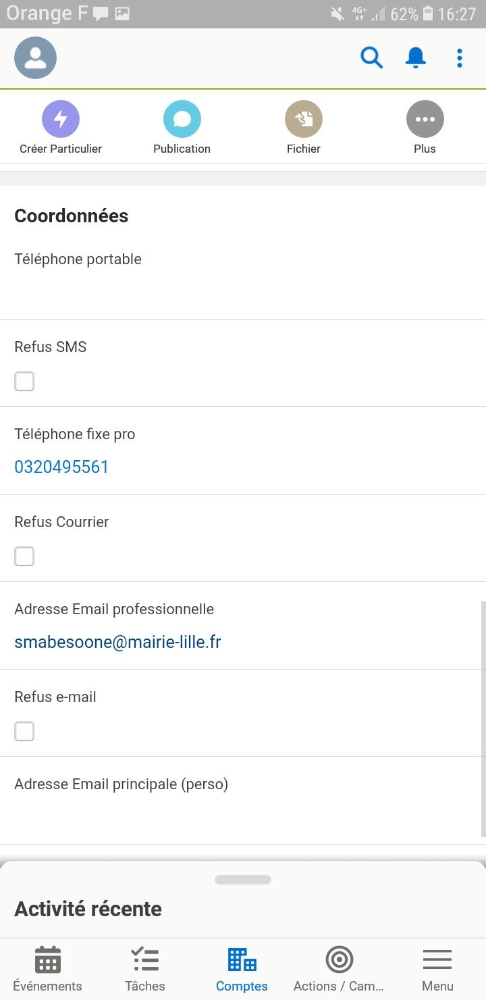 Orange F 4G+ 62% 16:27
Créer Particulier Publication Fichier Plus
Coordonnées
Téléphone portable
Refus SMS
Téléphone fixe pro
0320495561
Refus Courrier
Adresse Email professionnelle
smabesoone@mairie-lille.fr
Refus e-mail
Adresse Email principale (perso)
Activité récente
Événements Tâches Comptes Actions / Cam... Menu